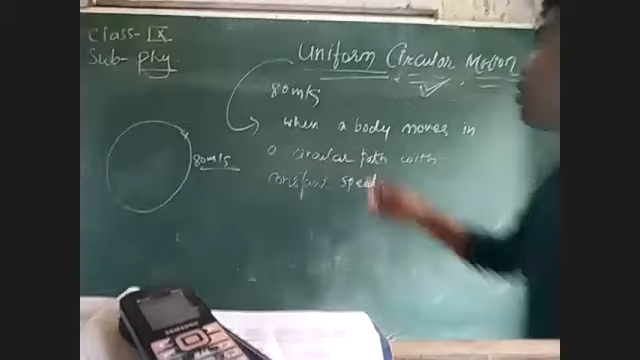 Class- IX
Sub- phy
Uniform Circular Motion
80m/s
when a body moves in
a circular path with
constant speed
80m/s
SAMSUNG